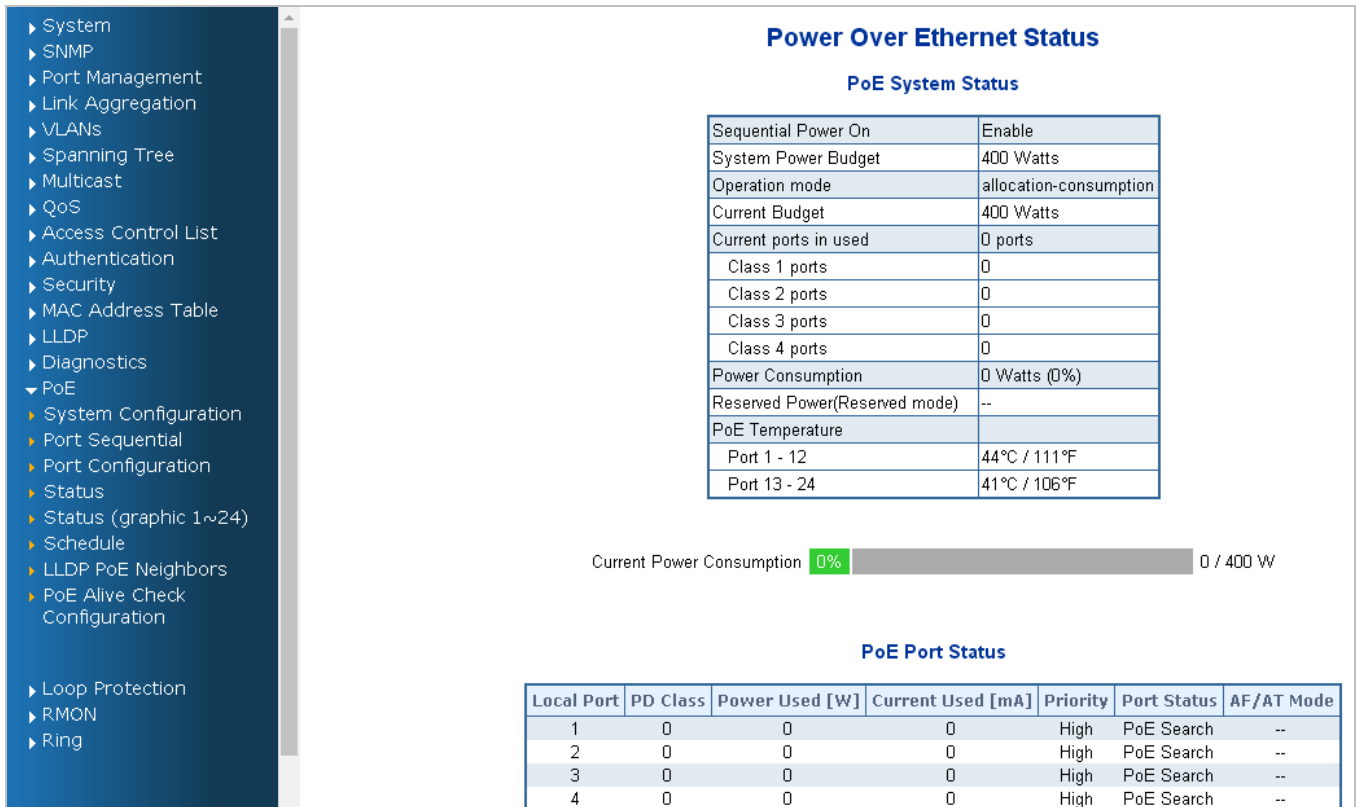 System
SNMP
Port Management
Link Aggregation
VLANs
Spanning Tree
Multicast
QoS
Access Control List
Authentication
Security
MAC Address Table
LLDP
Diagnostics
PoE
System Configuration
Port Sequential
Port Configuration
Status
Status (graphic 1~24)
Schedule
LLDP PoE Neighbors
PoE Alive Check
Configuration
Loop Protection
RMON
Ring
Power Over Ethernet Status
PoE System Status
Sequential Power On Enable
System Power Budget 400 Watts
Operation mode allocation-consumption
Current Budget 400 Watts
Current ports in used 0 ports
Class 1 ports 0
Class 2 ports 0
Class 3 ports 0
Class 4 ports 0
Power Consumption 0 Watts (0%)
Reserved Power(Reserved mode) --
PoE Temperature
Port 1 - 12 44°C / 111°F
Port 13 - 24 41°C / 106°F
Current Power Consumption 0% 0 / 400 W
PoE Port Status
Local Port PD Class Power Used [W] Current Used [mA] Priority Port Status AF/AT Mode
1 0 0 0 High PoE Search --
2 0 0 0 High PoE Search --
3 0 0 0 High PoE Search --
4 0 0 0 High PoE Search --